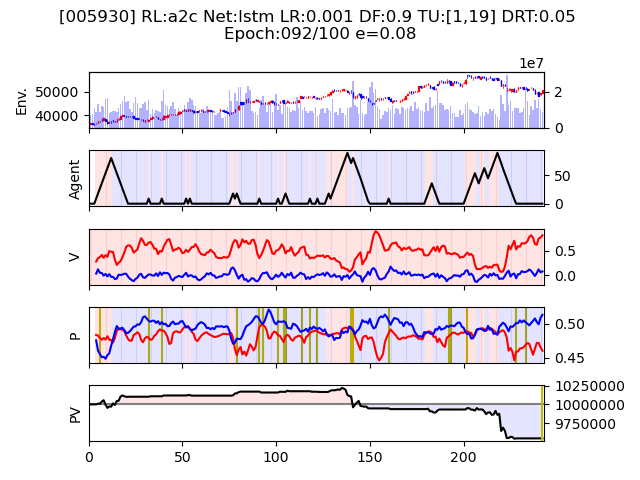 [005930] RL:a2c Net:lstm LR:0.001 DF:0.9 TU:[1,19] DRT:0.05
Epoch:092/100 e=0.08
1e7
Env.
50000
40000
2
0
Agent
50
0
V
0.5
0.0
P
0.50
0.45
PV
10250000
10000000
9750000
0
50
100
150
200